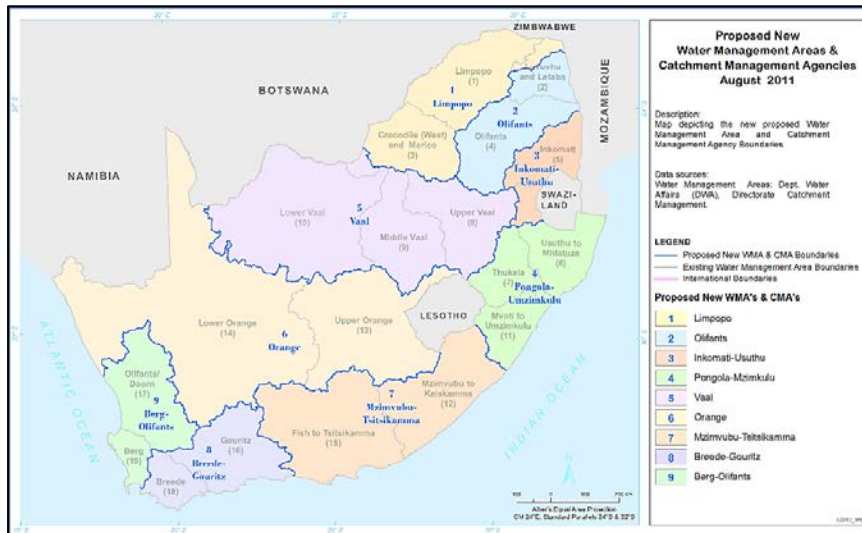 Proposed New
Water Management Areas &
Catchment Management Agencies
August 2011
Description:
Map depicting the new proposed Water
Management Area and Catchment
Management Agency Boundaries
Data sources:
Water Management Areas: Dept. Water
Affairs (DWA), Directorate Catchment
Management.
LEGEND
Proposed New WMA & CMA Boundaries
Existing Water Management Area Boundaries
International Boundaries
Proposed New WMA's & CMA's
1 Limpopo
2 Olifants
3 Inkomati-Usuthu
4 Pongola-Mzimkulu
5 Vaal
6 Orange
7 Mzimvubu-Tsitsikamma
8 Breede-Gouritz
9 Berg-Olifants
ZIMBABWE
BOTSWANA
MOZAMBIQUE
NAMIBIA
SWAZI-
LAND
LESOTHO
ATLANTIC OCEAN
INDIAN OCEAN
Limpopo
(1)
1
Limpopo
and Letaba
(2)
2
Olifants
Olifants
(4)
Crocodile (West) and
Marico
(3)
3
Inkomati
(5)
Inkomati-
Usuthu
Lower Vaal
(10)
5
Vaal
Middle Vaal
(9)
Upper Vaal
(8)
Usuthu to
Mhlatuze
(6)
Thukela
(7)
4
Pongola-
Umzimkulu
Mvoti to
Umzimkulu
(11)
Lower Orange
(14)
6
Orange
Upper Orange
(13)
Mzimvubu to
Keiskamma
(12)
7
Mzimvubu-
Tsitsikamma
Fish to Tsitsikamma
(15)
Olifants/
Doorn
(17)
9
Berg-
Olifants
Berg
(19)
8
Breede-
Gouritz
Gouritz
(16)
Breede
(18)
N
Alber's Equal Area Projection
CM 24°E, Standard Parallels 24°S & 32°S